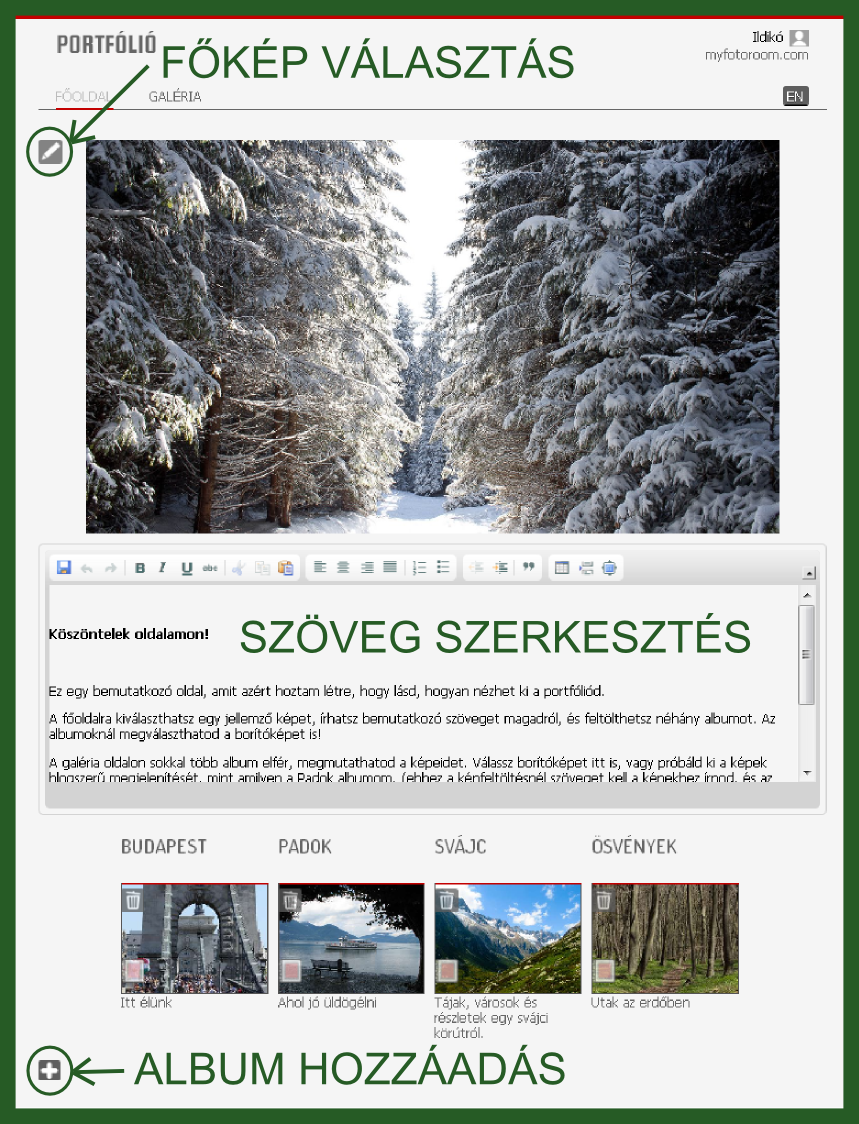 PORTFÓLIÓ
Ildikó
myfotoroom.com
FŐKÉP VÁLASZTÁS
FŐOLDAL GALÉRIA
EN
B I U abc
Köszöntelek oldalamon!
SZÖVEG SZERKESZTÉS
Ez egy bemutatkozó oldal, amit azért hoztam létre, hogy lásd, hogyan nézhet ki a portfóliód.
A főoldalra kiválaszthatsz egy jellemző képet, írhatsz bemutatkozó szöveget magadról, és feltölthetsz néhány albumot. Az
albumoknál megválaszthatod a borítóképet is!
A galéria oldalon sokkal több album elfér, megmutathatod a képeidet. Válassz borítóképet itt is, vagy próbáld ki a képek
blogszerű megjelenítését, mint amilyen a Padok albumom. (ehhez a képfeltöltésnél szöveget kell a képekhez írnod, és az
BUDAPEST PADOK SVÁJC ÖSVÉNYEK
Itt élünk
Ahol jó üldögélni
Tájak, városok és
részletek egy svájci
körútról.
Utak az erdőben
ALBUM HOZZÁADÁS